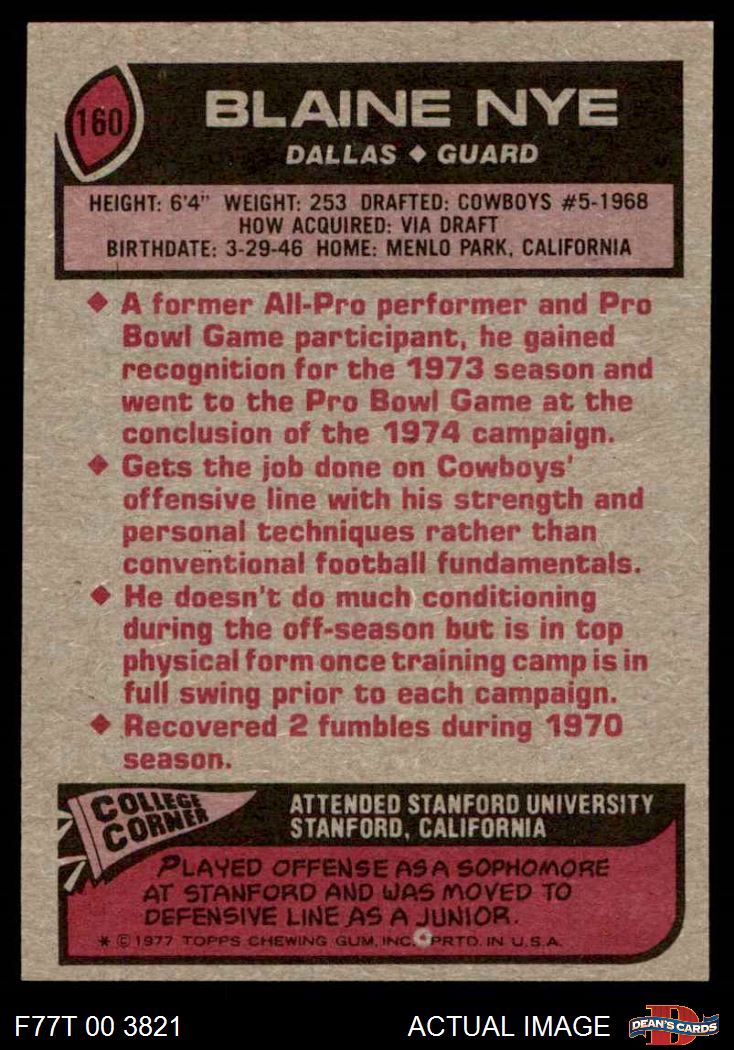 160
BLAINE NYE
DALLAS ◆ GUARD
HEIGHT: 6'4" WEIGHT: 253 DRAFTED: COWBOYS #5-1968
HOW ACQUIRED: VIA DRAFT
BIRTHDATE: 3-29-46 HOME: MENLO PARK, CALIFORNIA
◆ A former All-Pro performer and Pro
Bowl Game participant, he gained
recognition for the 1973 season and
went to the Pro Bowl Game at the
conclusion of the 1974 campaign.
◆ Gets the job done on Cowboys'
offensive line with his strength and
personal techniques rather than
conventional football fundamentals.
◆ He doesn't do much conditioning
during the off-season but is in top
physical form once training camp is in
full swing prior to each campaign.
◆ Recovered 2 fumbles during 1970
season.
COLLEGE
CORNER
ATTENDED STANFORD UNIVERSITY
STANFORD, CALIFORNIA
PLAYED OFFENSE AS A SOPHOMORE
AT STANFORD AND WAS MOVED TO
DEFENSIVE LINE AS A JUNIOR.
* © 1977 TOPPS CHEWING GUM, INC. PRTD. IN U.S.A.
F77T 00 3821
ACTUAL IMAGE
D
DEAN'S CARDS